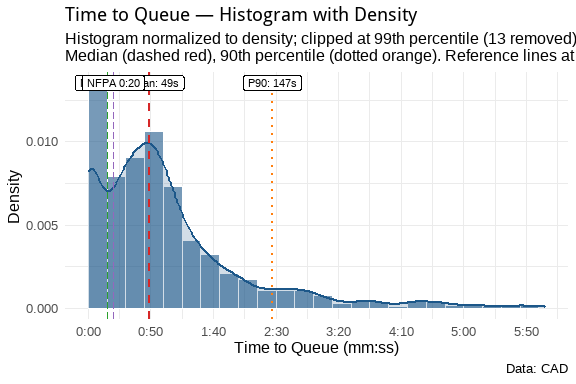 Time to Queue — Histogram with Density
Histogram normalized to density; clipped at 99th percentile (13 removed)
Median (dashed red), 90th percentile (dotted orange). Reference lines at
NFPA 0:20 an: 49s P90: 147s
0.010
0.005
0.000
Density
0:00 0:50 1:40 2:30 3:20 4:10 5:00 5:50
Time to Queue (mm:ss)
Data: CAD